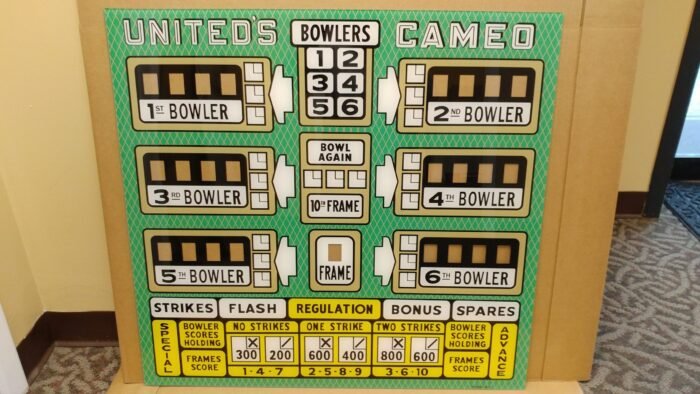 UNITED'S BOWLERS CAMEO
1 2
3 4
5 6
1ST BOWLER
2ND BOWLER
BOWL
AGAIN
3RD BOWLER
10TH FRAME
4TH BOWLER
5TH BOWLER
FRAME
6TH BOWLER
STRIKES FLASH REGULATION BONUS SPARES
SPECIAL
BOWLER
SCORES
HOLDING
FRAMES
SCORE
NO STRIKES
300 200
1-4-7
ONE STRIKE
600 400
2-5-8-9
TWO STRIKES
800 600
3-6-10
BOWLER
SCORES
HOLDING
FRAMES
SCORE
ADVANCE